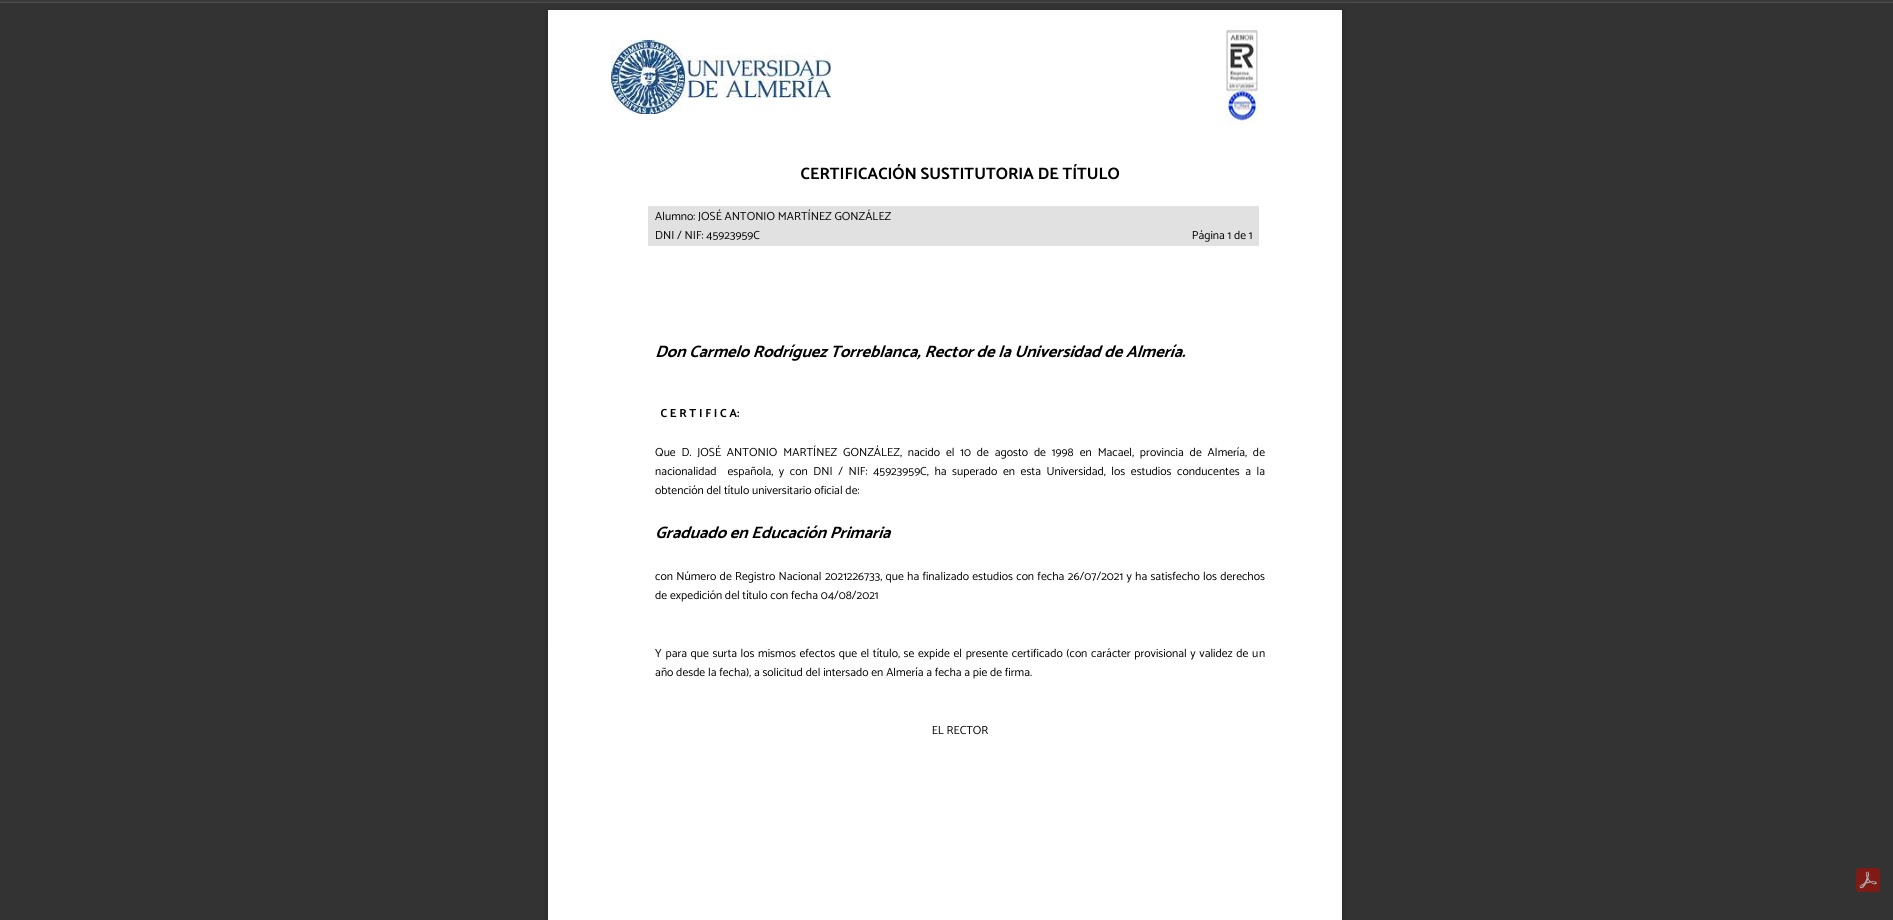 IN LUMINE SAPIENTIA
UNIVERSITAS ALMERIENSIS
UNIVERSIDAD
DE ALMERÍA
AENOR
ER
Empresa
Registrada
CERTIFICACIÓN SUSTITUTORIA DE TÍTULO
Alumno: JOSÉ ANTONIO MARTÍNEZ GONZÁLEZ
DNI / NIF: 45923959C Página 1 de 1
Don Carmelo Rodríguez Torreblanca, Rector de la Universidad de Almería.
C E R T I F I C A:
Que D. JOSÉ ANTONIO MARTÍNEZ GONZÁLEZ, nacido el 10 de agosto de 1998 en Macael, provincia de Almería, de
nacionalidad española, y con DNI / NIF: 45923959C, ha superado en esta Universidad, los estudios conducentes a la
obtención del título universitario oficial de:
Graduado en Educación Primaria
con Número de Registro Nacional 2021226733, que ha finalizado estudios con fecha 26/07/2021 y ha satisfecho los derechos
de expedición del título con fecha 04/08/2021
Y para que surta los mismos efectos que el título, se expide el presente certificado (con carácter provisional y validez de un
año desde la fecha), a solicitud del intersado en Almería a fecha a pie de firma.
EL RECTOR